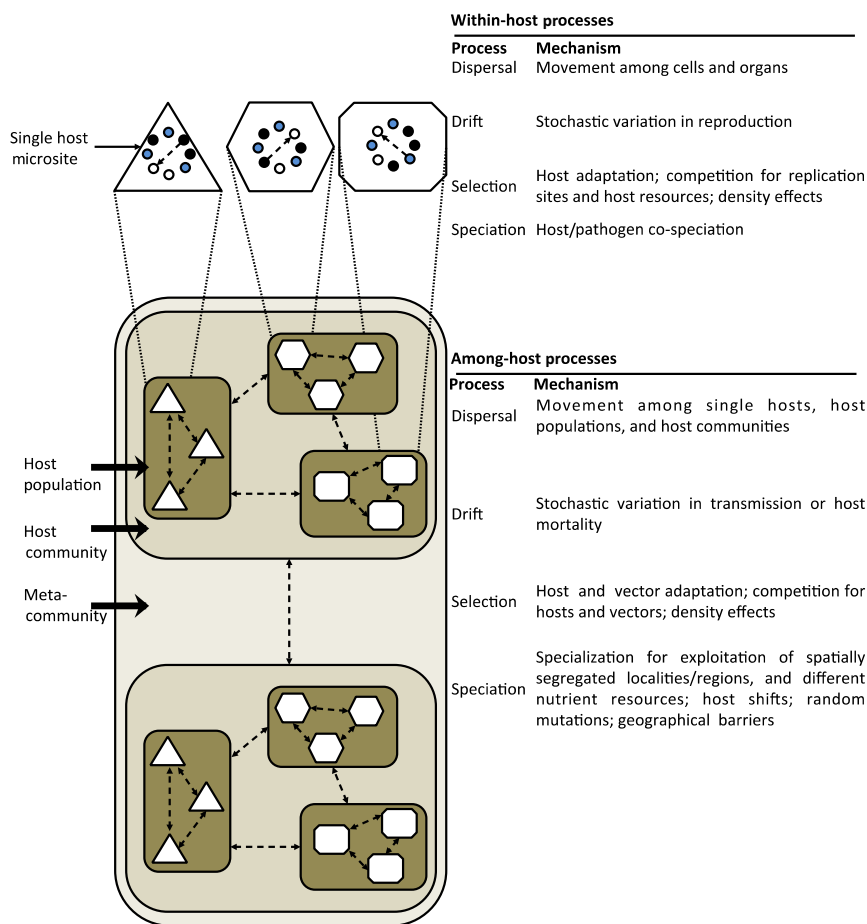 Within-host processes
Process Mechanism
Dispersal Movement among cells and organs
Single host
microsite
Drift Stochastic variation in reproduction
Selection Host adaptation; competition for replication
sites and host resources; density effects
Speciation Host/pathogen co-speciation
Among-host processes
Process Mechanism
Dispersal Movement among single hosts, host
populations, and host communities
Host
population
Drift Stochastic variation in transmission or host
mortality
Host
community
Meta-
community
Selection Host and vector adaptation; competition for
hosts and vectors; density effects
Speciation Specialization for exploitation of spatially
segregated localities/regions, and different
nutrient resources; host shifts; random
mutations; geographical barriers